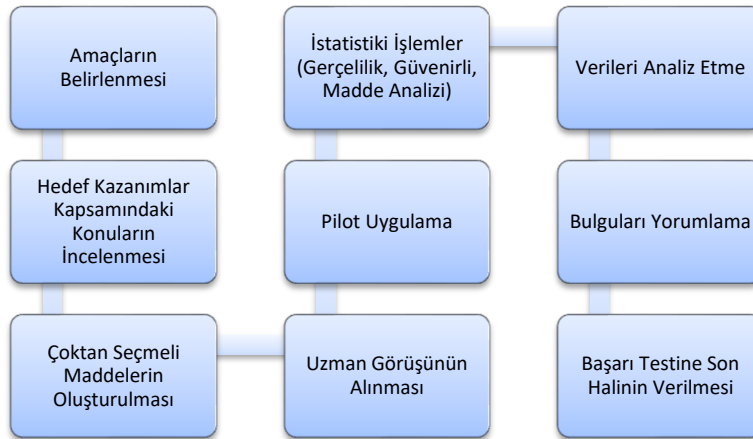 Amaçların
Belirlenmesi
Hedef Kazanımlar
Kapsamındaki
Konuların
İncelenmesi
Çoktan Seçmeli
Maddelerin
Oluşturulması
Uzman Görüşünün
Alınması
Pilot Uygulama
İstatistiki İşlemler
(Gerçelilik, Güvenirli,
Madde Analizi)
Verileri Analiz Etme
Bulguları Yorumlama
Başarı Testine Son
Halinin Verilmesi